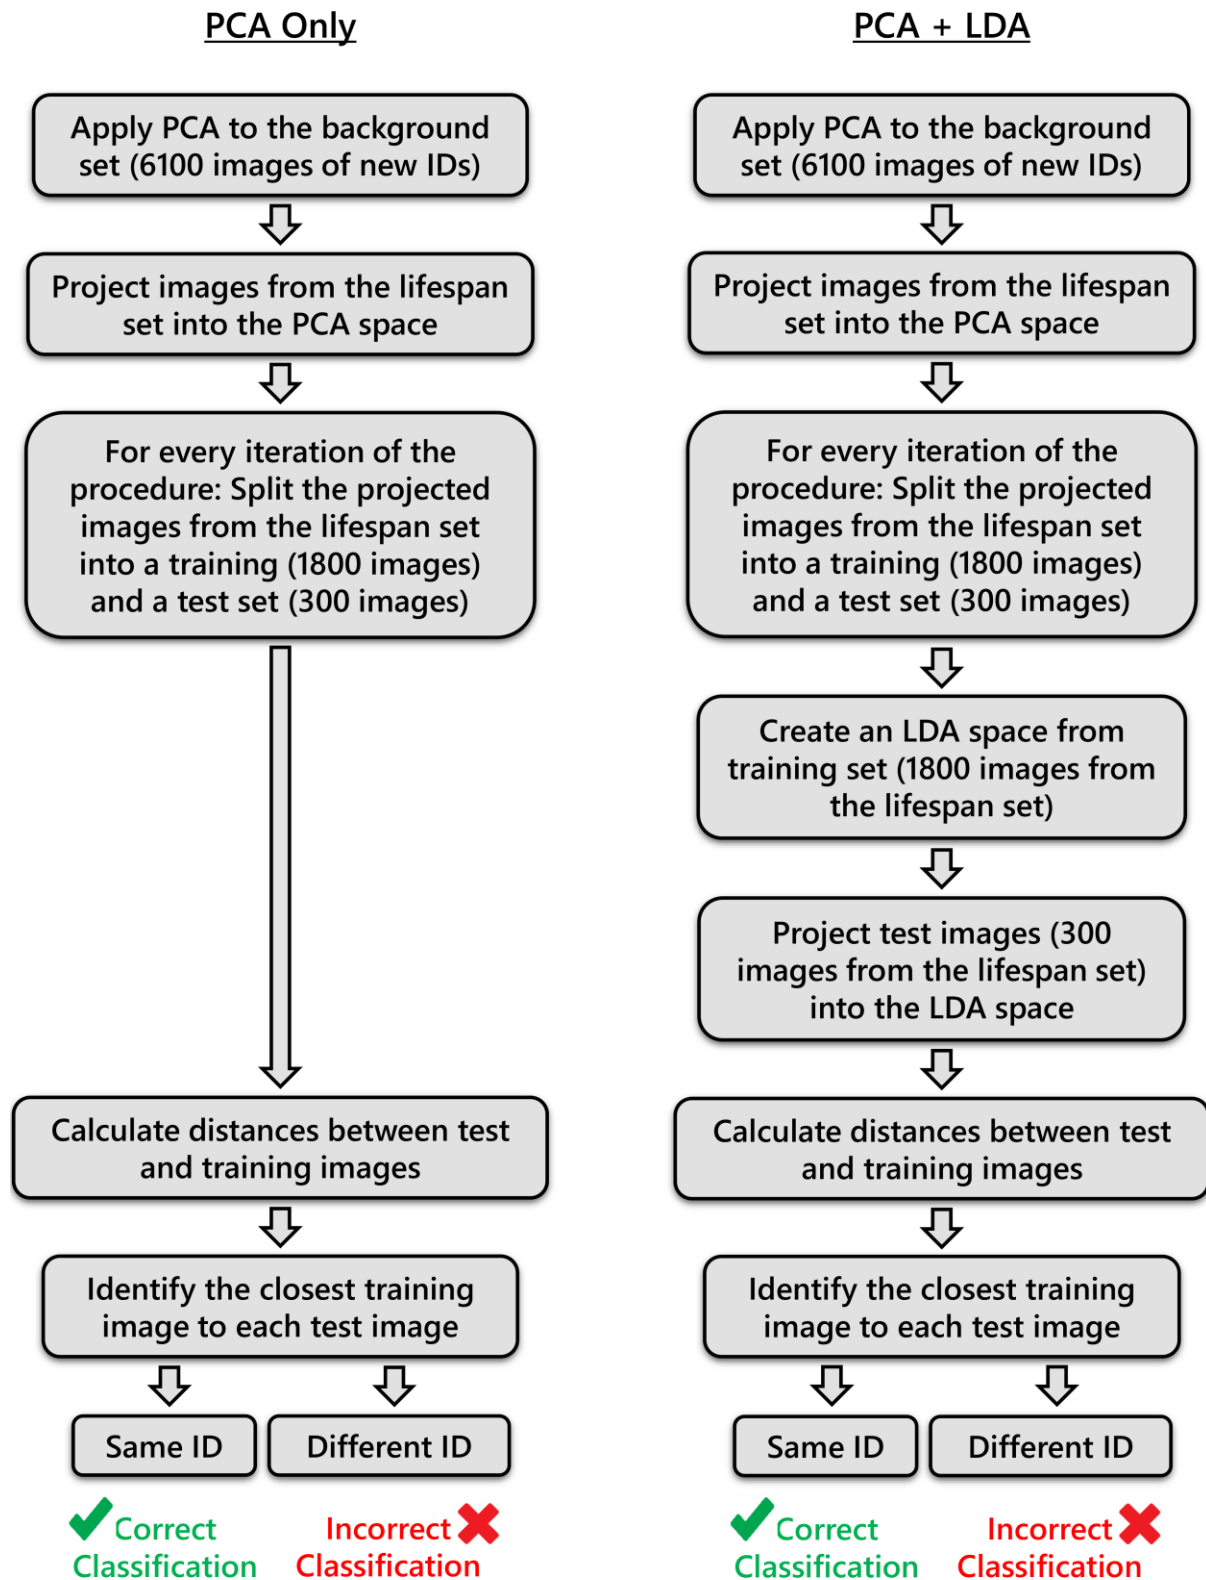 PCA Only
Apply PCA to the background
set (6100 images of new IDs)
Project images from the lifespan
set into the PCA space
For every iteration of the
procedure: Split the projected
images from the lifespan set
into a training (1800 images)
and a test set (300 images)
Calculate distances between test
and training images
Identify the closest training
image to each test image
Same ID
Different ID
Correct
Classification
Incorrect
Classification
PCA + LDA
Apply PCA to the background
set (6100 images of new IDs)
Project images from the lifespan
set into the PCA space
For every iteration of the
procedure: Split the projected
images from the lifespan set
into a training (1800 images)
and a test set (300 images)
Create an LDA space from
training set (1800 images from
the lifespan set)
Project test images (300
images from the lifespan set)
into the LDA space
Calculate distances between test
and training images
Identify the closest training
image to each test image
Same ID
Different ID
Correct
Classification
Incorrect
Classification